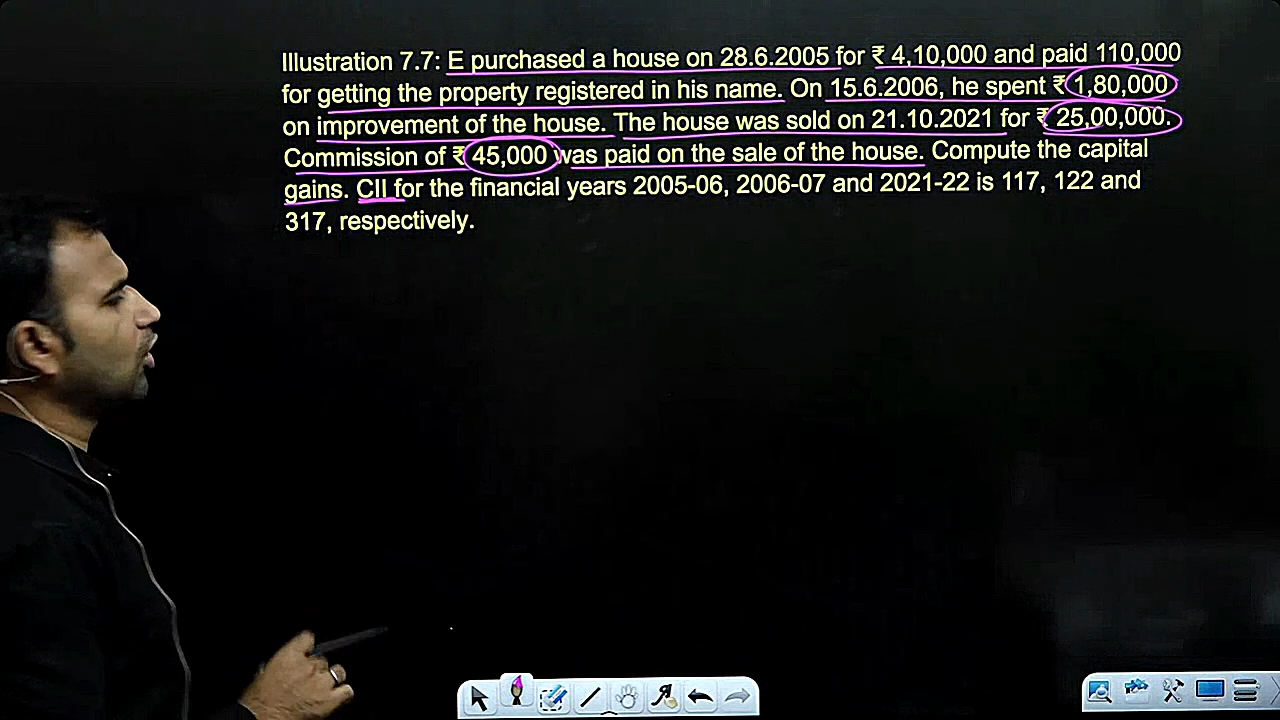 Illustration 7.7: E purchased a house on 28.6.2005 for ₹ 4,10,000 and paid 110,000
for getting the property registered in his name. On 15.6.2006, he spent ₹ 1,80,000
on improvement of the house. The house was sold on 21.10.2021 for ₹ 25,00,000.
Commission of ₹ 45,000 was paid on the sale of the house. Compute the capital
gains. CII for the financial years 2005-06, 2006-07 and 2021-22 is 117, 122 and
317, respectively.